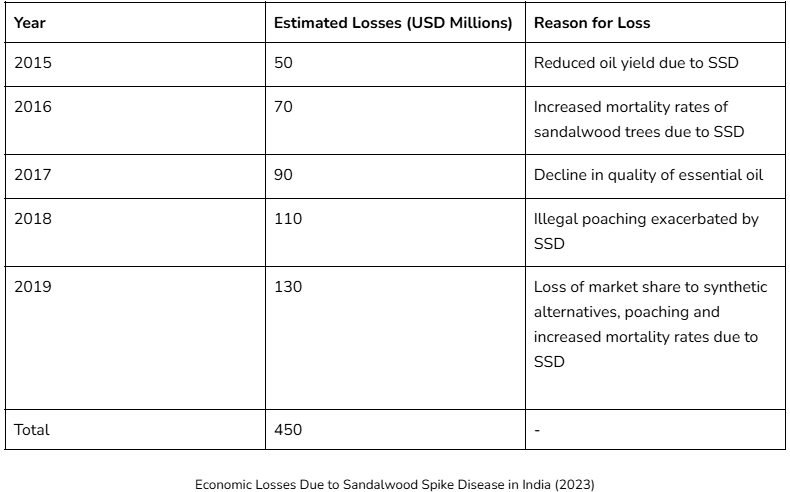 Year Estimated Losses (USD Millions) Reason for Loss
2015 50 Reduced oil yield due to SSD
2016 70 Increased mortality rates of
sandalwood trees due to SSD
2017 90 Decline in quality of essential oil
2018 110 Illegal poaching exacerbated by
SSD
2019 130 Loss of market share to synthetic
alternatives, poaching and
increased mortality rates due to
SSD
Total 450 -
Economic Losses Due to Sandalwood Spike Disease in India (2023)